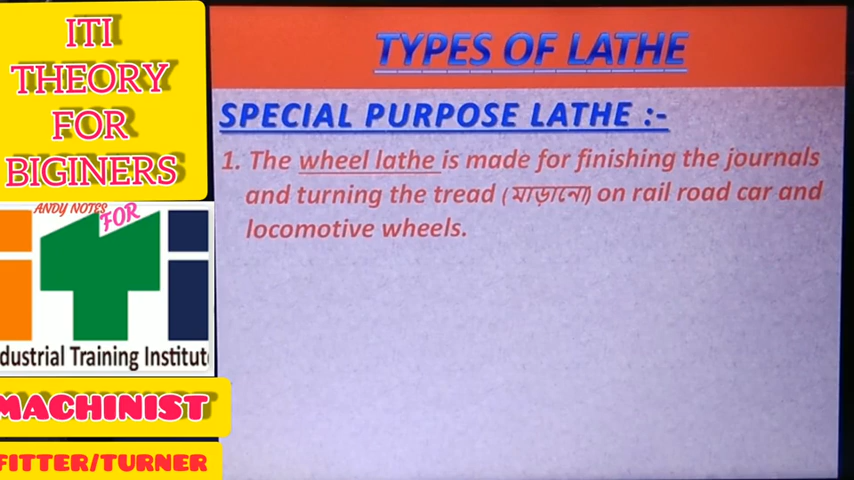 ITI
THEORY
FOR
BIGINERS
ANDY NOTES
FOR
iTi
ndustrial Training Institut
MACHINIST
FITTER/TURNER
TYPES OF LATHE
SPECIAL PURPOSE LATHE :-
1. The wheel lathe is made for finishing the journals
and turning the tread (মাড়ানো) on rail road car and
locomotive wheels.